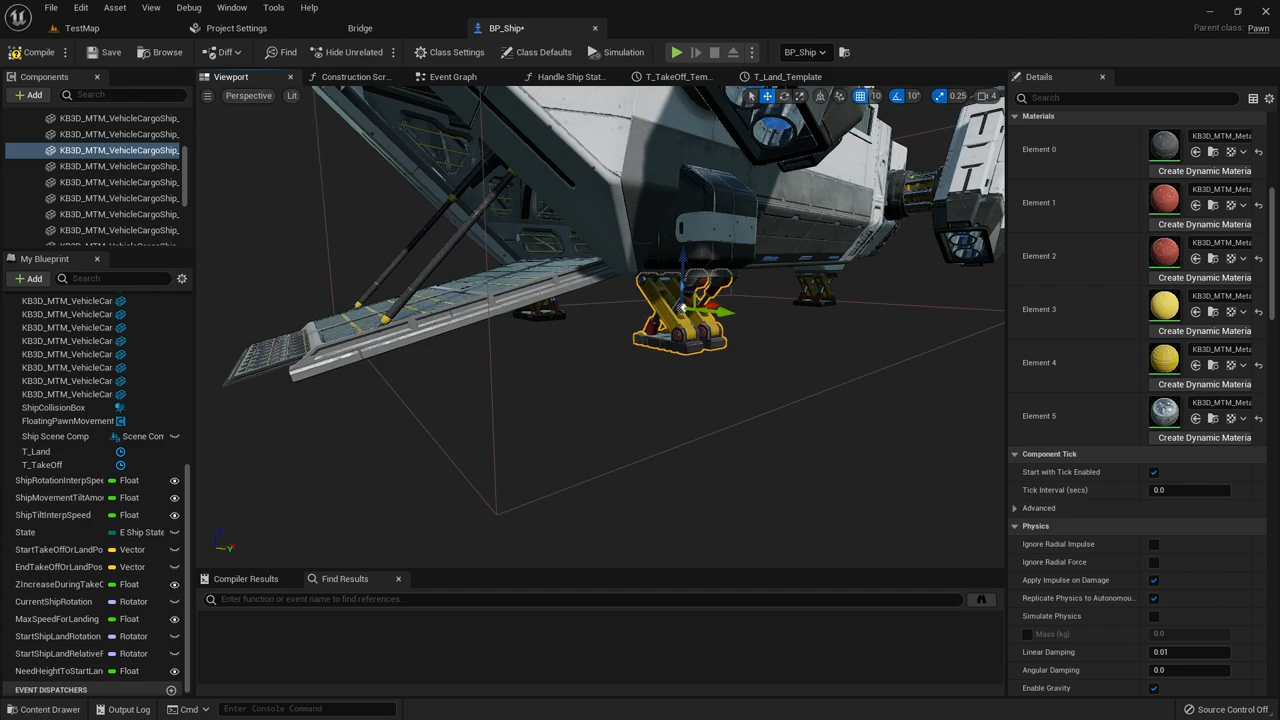 File Edit Asset View Debug Window Tools Help
TestMap Project Settings Bridge BP_Ship*
Parent class: Pawn
Compile Save Browse Diff Find Hide Unrelated Class Settings Class Defaults Simulation BP_Ship
Components
Add Search
KB3D_MTM_VehicleCargoShip_
KB3D_MTM_VehicleCargoShip_
KB3D_MTM_VehicleCargoShip_
KB3D_MTM_VehicleCargoShip_
KB3D_MTM_VehicleCargoShip_
KB3D_MTM_VehicleCargoShip_
KB3D_MTM_VehicleCargoShip_
KB3D_MTM_VehicleCargoShip_
My Blueprint
Add Search
KB3D_MTM_VehicleCar
KB3D_MTM_VehicleCar
KB3D_MTM_VehicleCar
KB3D_MTM_VehicleCar
KB3D_MTM_VehicleCar
KB3D_MTM_VehicleCar
KB3D_MTM_VehicleCar
KB3D_MTM_VehicleCar
ShipCollisionBox
FloatingPawnMovement
Ship Scene Comp Scene Com
T_Land
T_TakeOff
ShipRotationInterpSpee Float
ShipMovementTiltAmou Float
ShipTiltInterpSpeed Float
State E Ship State
StartTakeOffOrLandPo Vector
EndTakeOffOrLandPos Vector
ZIncreaseDuringTakeO Float
CurrentShipRotation Rotator
MaxSpeedForLanding Float
StartShipLandRotation Rotator
StartShipLandRelativeR Rotator
NeedHeightToStartLan Float
EVENT DISPATCHERS
Viewport Construction Scr... Event Graph Handle Ship Stat... T_TakeOff_Tem... T_Land_Template
Perspective Lit 10 10° 0.25 4
Compiler Results Find Results
Enter function or event name to find references...
Details
Search
Materials
Element 0 KB3D_MTM_Meta
Create Dynamic Materia
Element 1 KB3D_MTM_Meta
Create Dynamic Materia
Element 2 KB3D_MTM_Meta
Create Dynamic Materia
Element 3 KB3D_MTM_Meta
Create Dynamic Materia
Element 4 KB3D_MTM_Meta
Create Dynamic Materia
Element 5 KB3D_MTM_Meta
Create Dynamic Materia
Component Tick
Start with Tick Enabled
Tick Interval (secs) 0.0
Advanced
Physics
Ignore Radial Impulse
Ignore Radial Force
Apply Impulse on Damage
Replicate Physics to Autonomou...
Simulate Physics
Mass (kg) 0.0
Linear Damping 0.01
Angular Damping 0.0
Enable Gravity
Content Drawer Output Log Cmd Enter Console Command Source Control Off